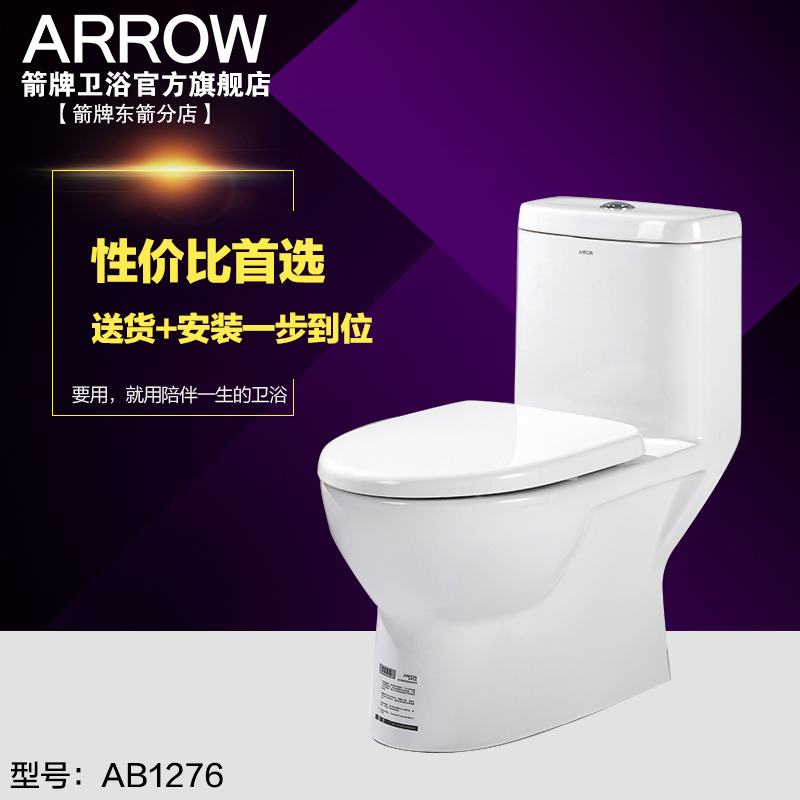 ARROW
箭牌卫浴官方旗舰店
【箭牌东箭分店】
性价比首选
送货+安装一步到位
要用，就用陪伴一生的卫浴
ARROW
ARROW
型号：AB1276